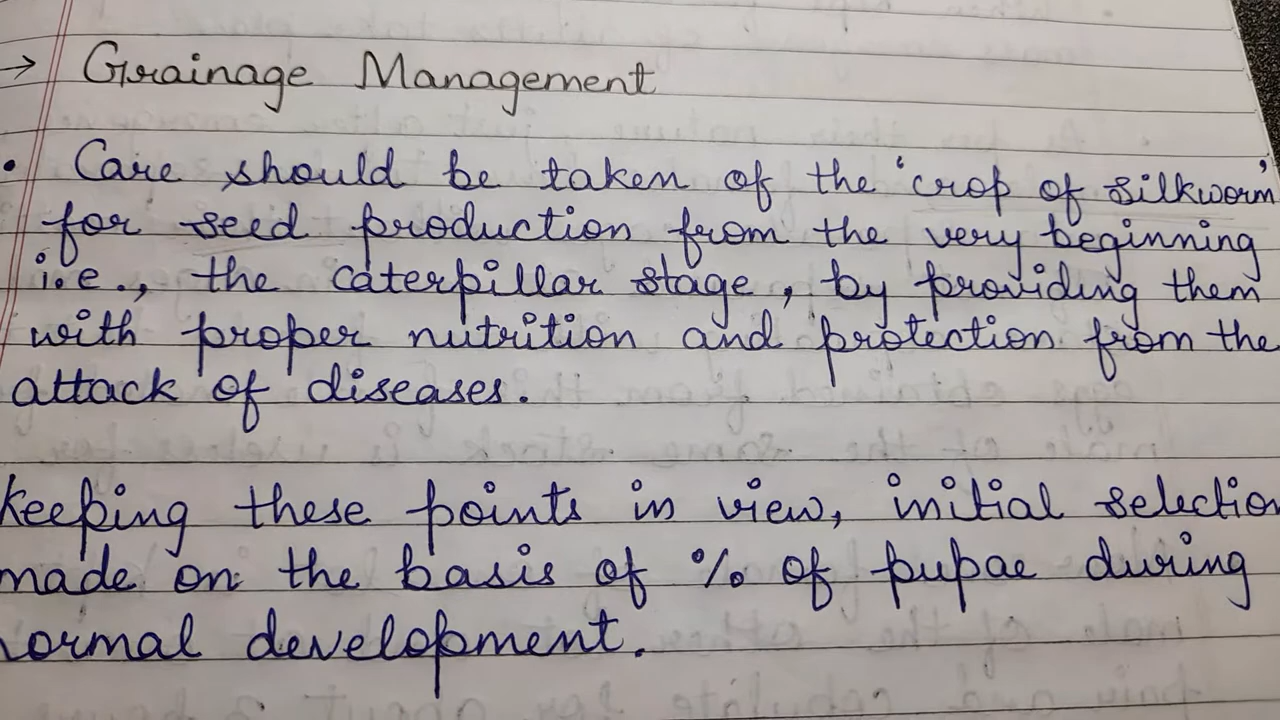 → Grainage Management
• Care should be taken of the 'crop of silkworm'
for seed production from the very beginning
i.e., the caterpillar stage, by providing them
with proper nutrition and protection from the
attack of diseases.
Keeping these points in view, initial selection
made on the basis of % of pupae during
normal development.